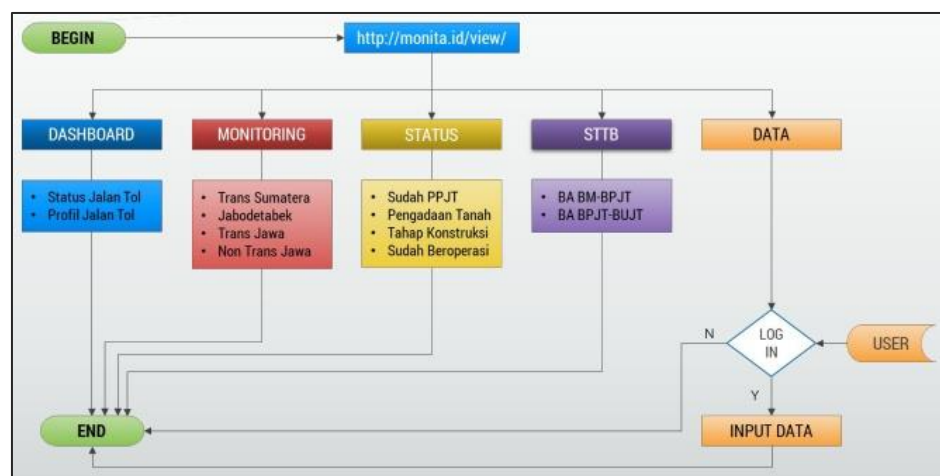 BEGIN
http://monita.id/view/
DASHBOARD
MONITORING
STATUS
STTB
DATA
• Status Jalan Tol
• Profil Jalan Tol
• Trans Sumatera
• Jabodetabek
• Trans Jawa
• Non Trans Jawa
• Sudah PPJT
• Pengadaan Tanah
• Tahap Konstruksi
• Sudah Beroperasi
• BA BM-BPJT
• BA BPJT-BUJT
N
LOG
IN
USER
Y
END
INPUT DATA